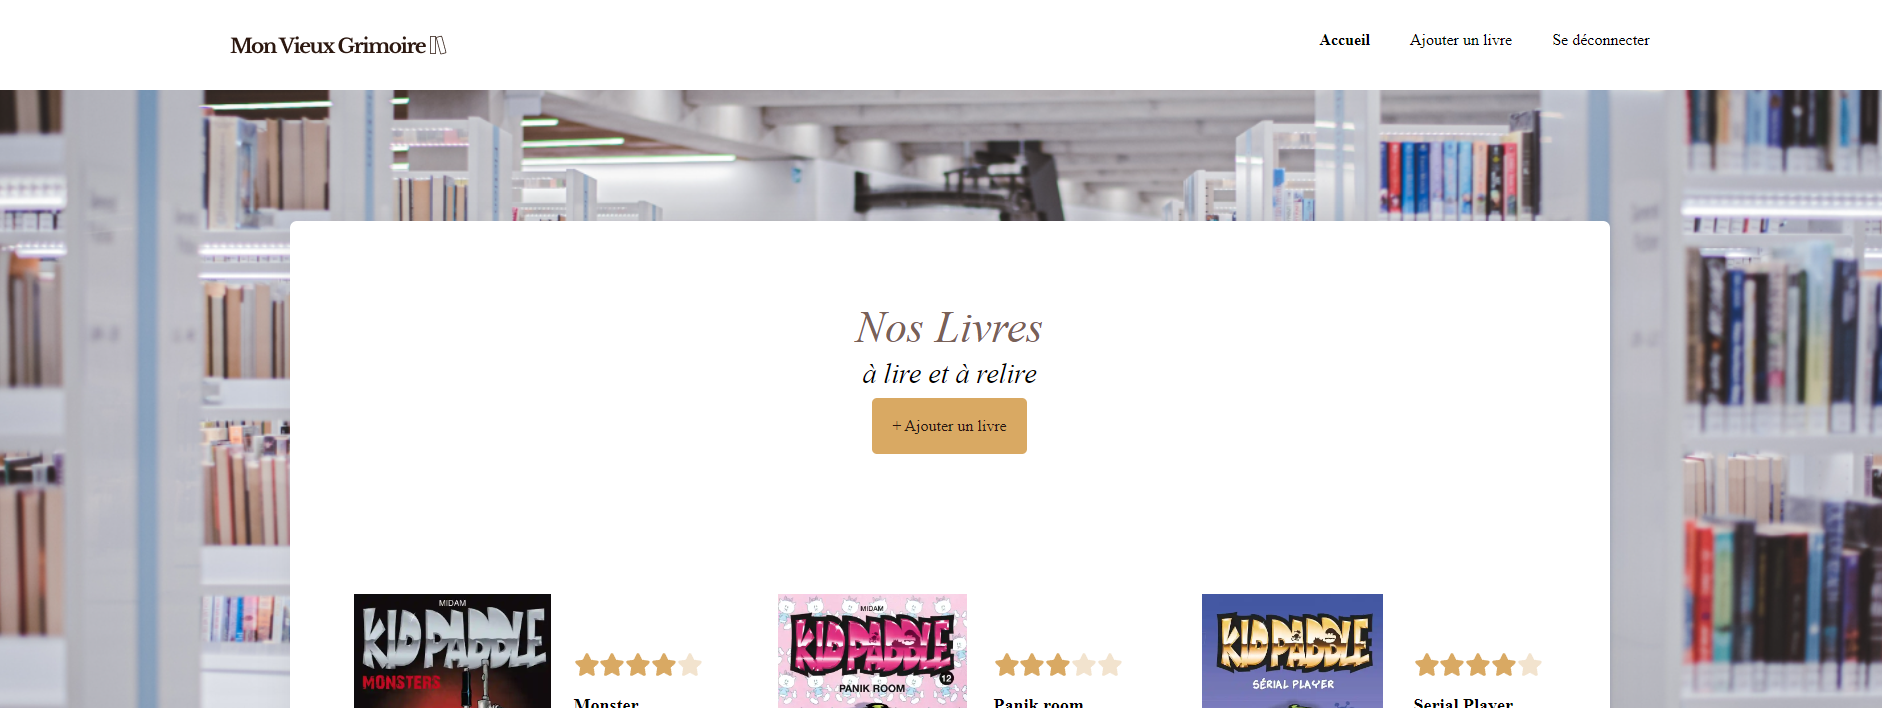 Mon Vieux Grimoire
Accueil
Ajouter un livre
Se déconnecter
Nos Livres
à lire et à relire
+ Ajouter un livre
MIDAM
KID PADDLE
MONSTERS
Monster
MIDAM
KID PADDLE
12
PANIK ROOM
Panik room
KID PADDLE
SÉRIAL PLAYER
Serial Player